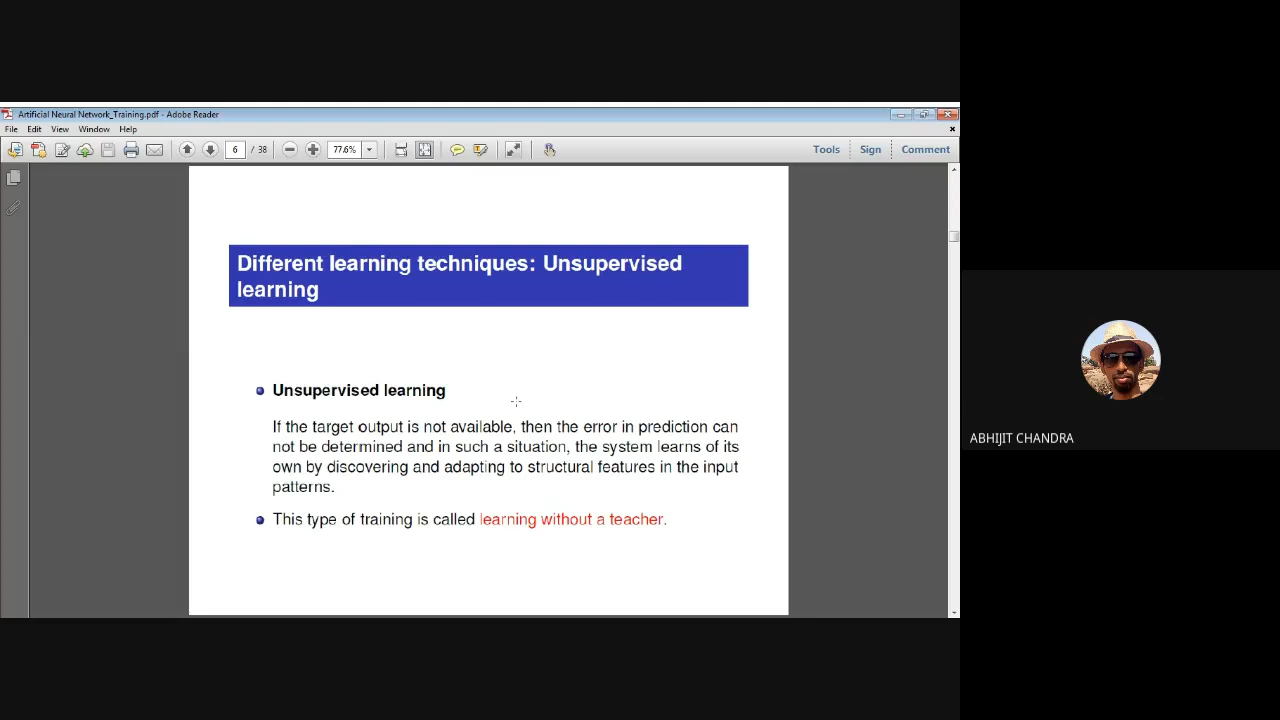 Artificial Neural Network_Training.pdf - Adobe Reader
File Edit View Window Help
6 / 38 77.6% Tools Sign Comment
Different learning techniques: Unsupervised
learning
Unsupervised learning
If the target output is not available, then the error in prediction can
not be determined and in such a situation, the system learns of its
own by discovering and adapting to structural features in the input
patterns.
This type of training is called learning without a teacher.
ABHIJIT CHANDRA